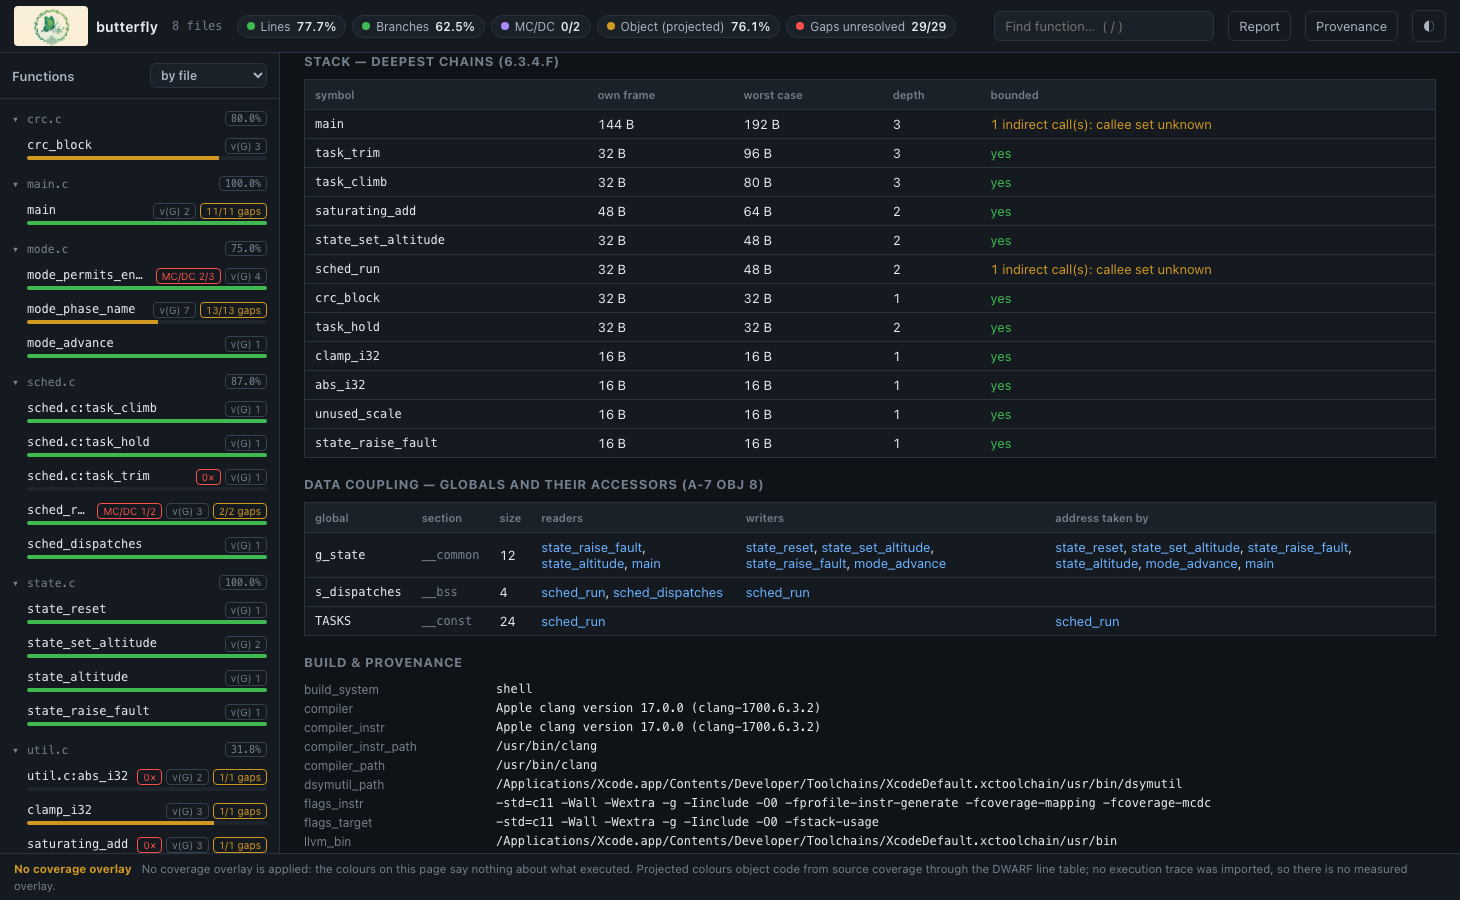 butterfly 8 files Lines 77.7% Branches 62.5% MC/DC 0/2 Object (projected) 76.1% Gaps unresolved 29/29 Find function… ( / ) Report Provenance
Functions by file
crc.c 80.0%
crc_block v(G) 3
main.c 100.0%
main v(G) 2 11/11 gaps
mode.c 75.0%
mode_permits_en… MC/DC 2/3 v(G) 4
mode_phase_name v(G) 7 13/13 gaps
mode_advance v(G) 1
sched.c 87.0%
sched.c:task_climb v(G) 1
sched.c:task_hold v(G) 1
sched.c:task_trim 0× v(G) 1
sched_r… MC/DC 1/2 v(G) 3 2/2 gaps
sched_dispatches v(G) 1
state.c 100.0%
state_reset v(G) 1
state_set_altitude v(G) 2
state_altitude v(G) 1
state_raise_fault v(G) 1
util.c 31.8%
util.c:abs_i32 0× v(G) 2 1/1 gaps
clamp_i32 v(G) 3 1/1 gaps
saturating_add 0× v(G) 3 1/1 gaps
STACK — DEEPEST CHAINS (6.3.4.F)
symbol own frame worst case depth bounded
main 144 B 192 B 3 1 indirect call(s): callee set unknown
task_trim 32 B 96 B 3 yes
task_climb 32 B 80 B 3 yes
saturating_add 48 B 64 B 2 yes
state_set_altitude 32 B 48 B 2 yes
sched_run 32 B 48 B 2 1 indirect call(s): callee set unknown
crc_block 32 B 32 B 1 yes
task_hold 32 B 32 B 2 yes
clamp_i32 16 B 16 B 1 yes
abs_i32 16 B 16 B 1 yes
unused_scale 16 B 16 B 1 yes
state_raise_fault 16 B 16 B 1 yes
DATA COUPLING — GLOBALS AND THEIR ACCESSORS (A-7 OBJ 8)
global section size readers writers address taken by
g_state __common 12 state_raise_fault, state_altitude, main state_reset, state_set_altitude, state_raise_fault, mode_advance state_reset, state_set_altitude, state_raise_fault, state_altitude, mode_advance, main
s_dispatches __bss 4 sched_run, sched_dispatches sched_run
TASKS __const 24 sched_run sched_run
BUILD & PROVENANCE
build_system shell
compiler Apple clang version 17.0.0 (clang-1700.6.3.2)
compiler_instr Apple clang version 17.0.0 (clang-1700.6.3.2)
compiler_instr_path /usr/bin/clang
compiler_path /usr/bin/clang
dsymutil_path /Applications/Xcode.app/Contents/Developer/Toolchains/XcodeDefault.xctoolchain/usr/bin/dsymutil
flags_instr -std=c11 -Wall -Wextra -g -Iinclude -O0 -fprofile-instr-generate -fcoverage-mapping -fcoverage-mcdc
flags_target -std=c11 -Wall -Wextra -g -Iinclude -O0 -fstack-usage
llvm_bin /Applications/Xcode.app/Contents/Developer/Toolchains/XcodeDefault.xctoolchain/usr/bin
No coverage overlay No coverage overlay is applied: the colours on this page say nothing about what executed. Projected colours object code from source coverage through the DWARF line table; no execution trace was imported, so there is no measured
overlay.